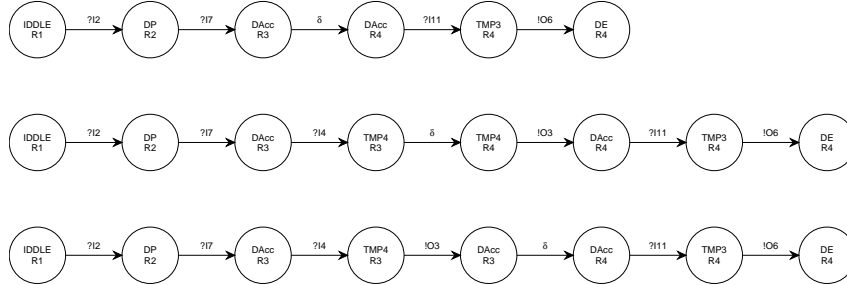 ?I2 ?I7 δ ?I11 !O6
IDDLE DP DAcc DAcc TMP3 DE
R1 R2 R3 R4 R4 R4
?I2 ?I7 ?I4 δ !O3 ?I11 !O6
IDDLE DP DAcc TMP4 TMP4 DAcc TMP3 DE
R1 R2 R3 R3 R4 R4 R4 R4
?I2 ?I7 ?I4 !O3 δ ?I11 !O6
IDDLE DP DAcc TMP4 DAcc DAcc TMP3 DE
R1 R2 R3 R3 R3 R4 R4 R4